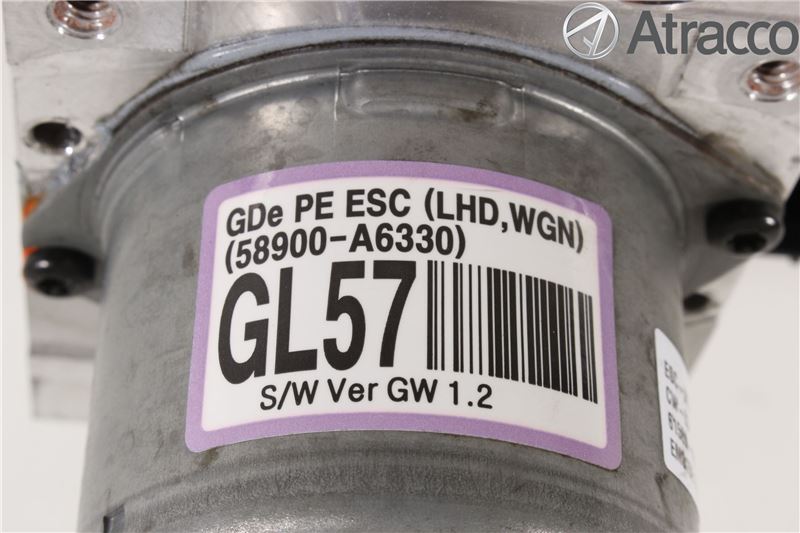 Atracco
GDe PE ESC (LHD,WGN)
(58900-A6330)
GL57
S/W Ver GW 1.2